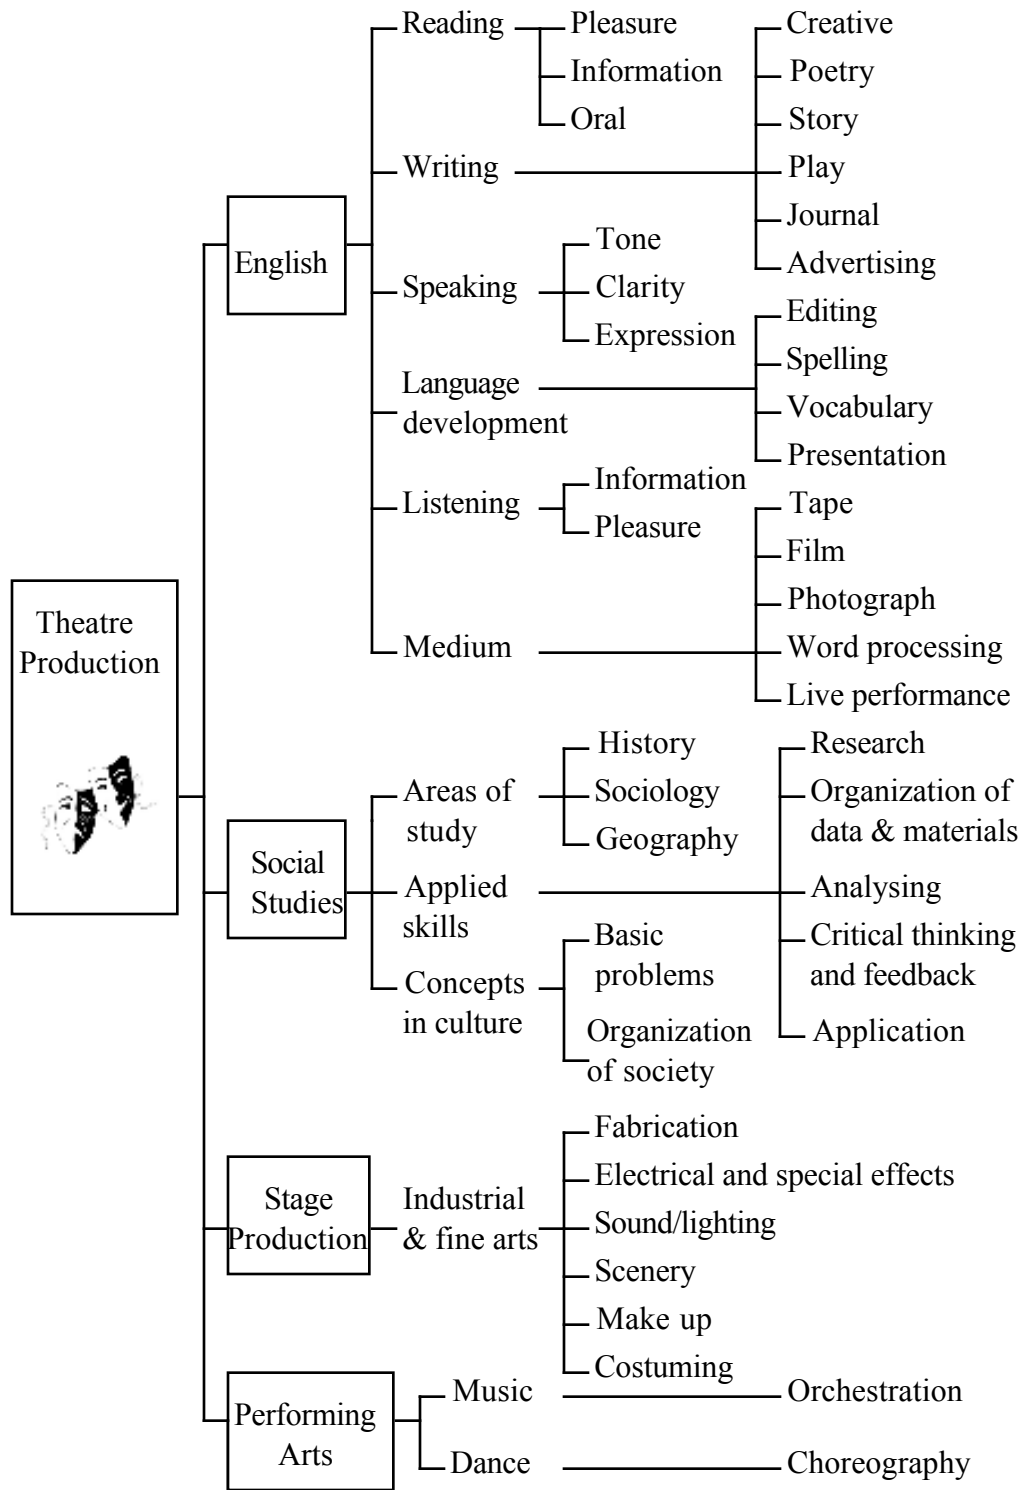 Theatre
Production
English
Reading
Pleasure
Information
Oral
Writing
Creative
Poetry
Story
Play
Journal
Advertising
Speaking
Tone
Clarity
Expression
Language
development
Editing
Spelling
Vocabulary
Presentation
Listening
Information
Pleasure
Medium
Tape
Film
Photograph
Word processing
Live performance
Social
Studies
Areas of
study
History
Sociology
Geography
Applied
skills
Research
Organization of
data & materials
Analysing
Critical thinking
and feedback
Application
Concepts
in culture
Basic
problems
Organization
of society
Stage
Production
Industrial
& fine arts
Fabrication
Electrical and special effects
Sound/lighting
Scenery
Make up
Costuming
Performing
Arts
Music
Orchestration
Dance
Choreography